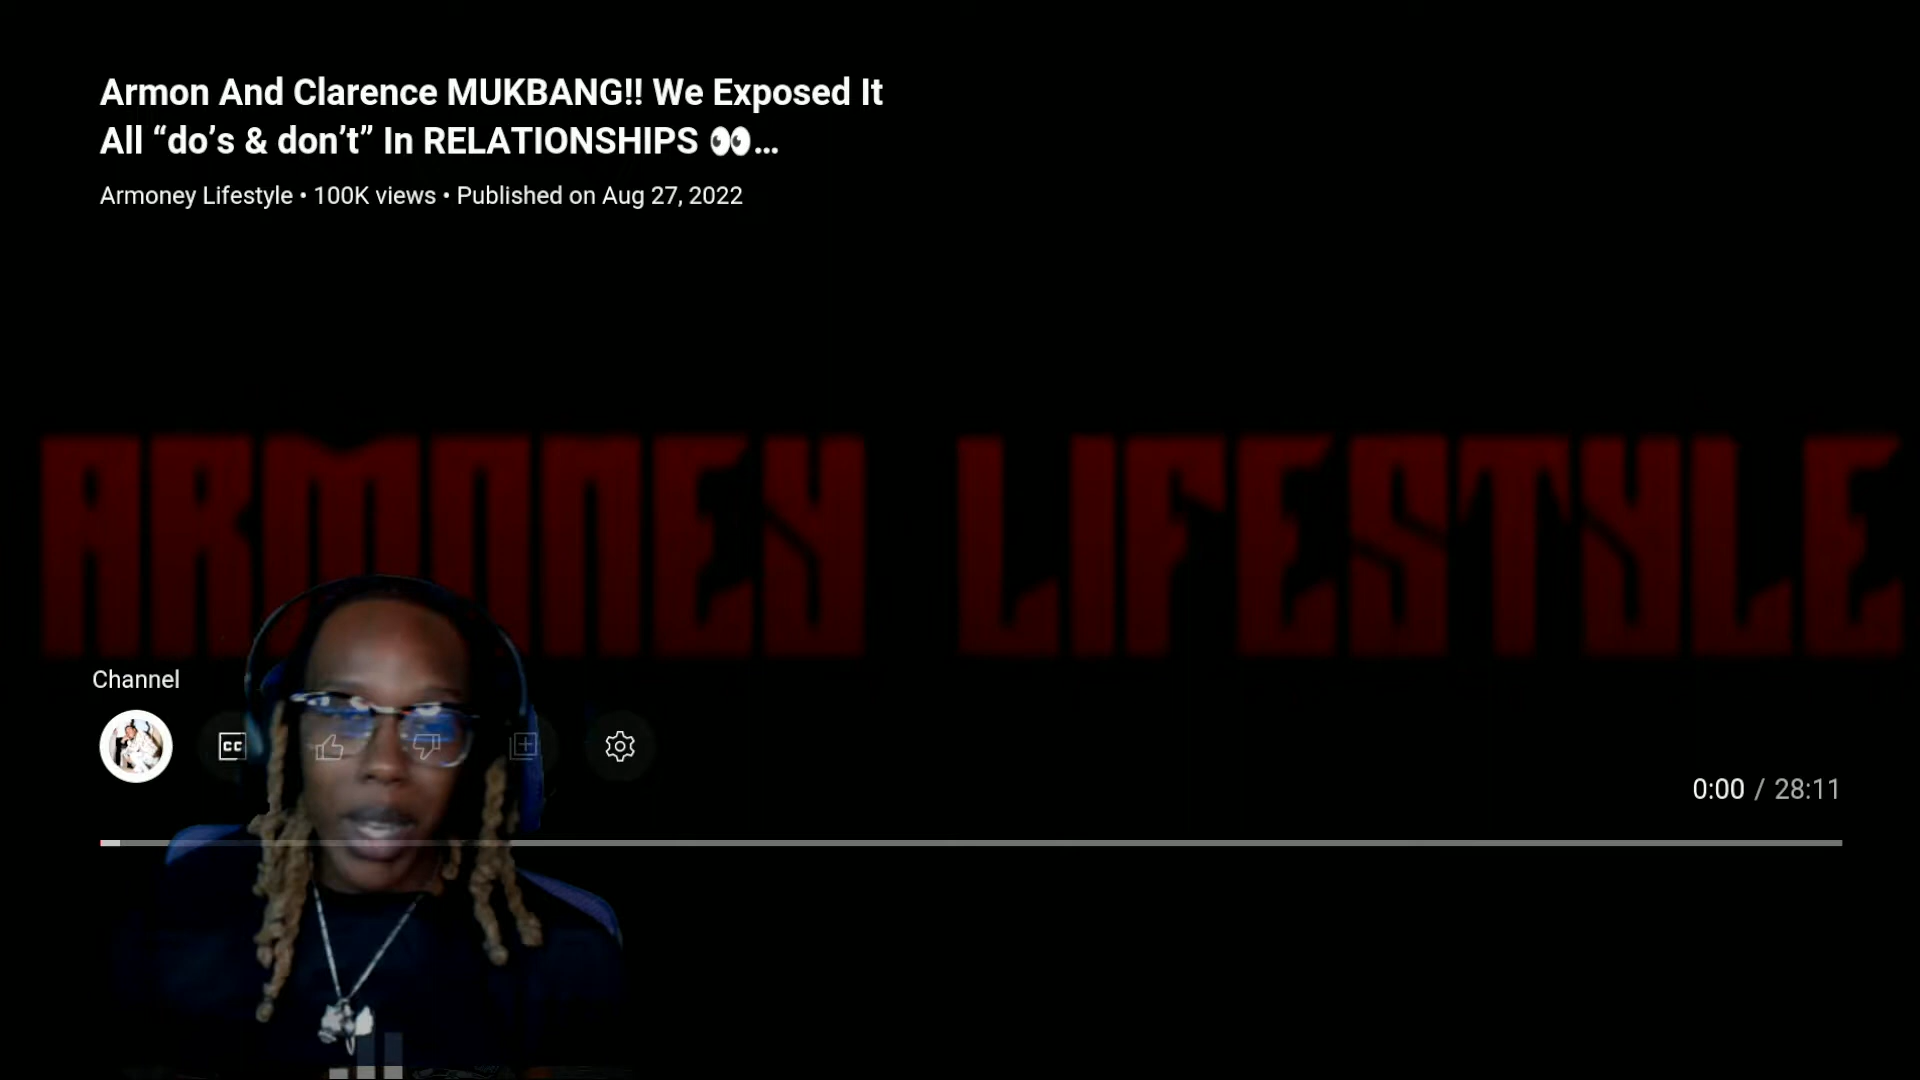 Armon And Clarence MUKBANG!! We Exposed It
All “do’s & don’t” In RELATIONSHIPS 👀...
Armoney Lifestyle • 100K views • Published on Aug 27, 2022
ARMONEY LIFESTYLE
Channel
CC
0:00 / 28:11